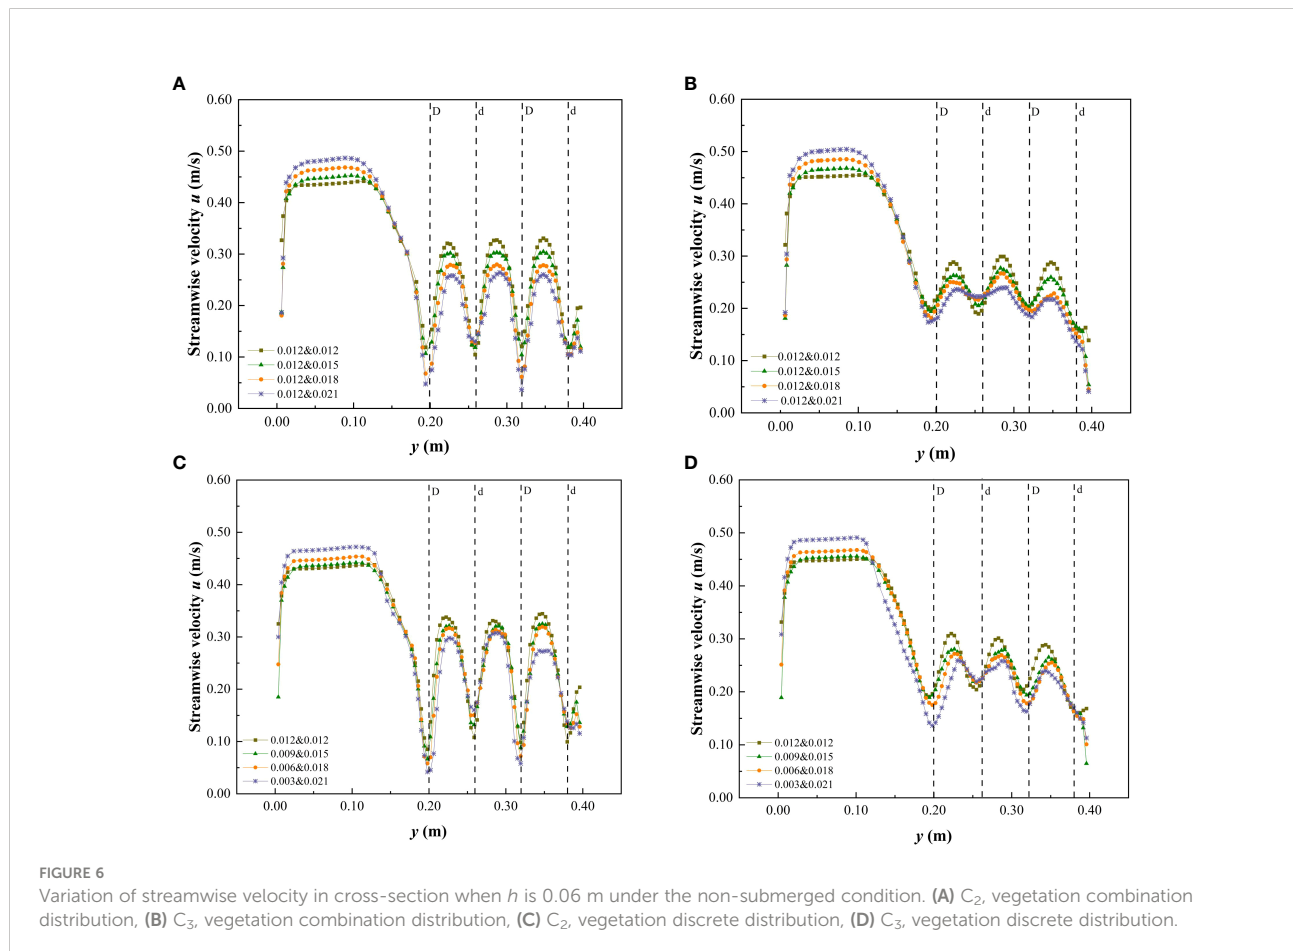 A
Streamwise velocity u (m/s)
0.60
0.50
0.40
0.30
0.20
0.10
0.00
D
d
D
d
0.012&0.012
0.012&0.015
0.012&0.018
0.012&0.021
0.00 0.10 0.20 0.30 0.40
y (m)
B
Streamwise velocity u (m/s)
0.60
0.50
0.40
0.30
0.20
0.10
0.00
D
d
D
d
0.012&0.012
0.012&0.015
0.012&0.018
0.012&0.021
0.00 0.10 0.20 0.30 0.40
y (m)
C
Streamwise velocity u (m/s)
0.60
0.50
0.40
0.30
0.20
0.10
0.00
D
d
D
d
0.012&0.012
0.009&0.015
0.006&0.018
0.003&0.021
0.00 0.10 0.20 0.30 0.40
y (m)
D
Streamwise velocity u (m/s)
0.60
0.50
0.40
0.30
0.20
0.10
0.00
D
d
D
d
0.012&0.012
0.009&0.015
0.006&0.018
0.003&0.021
0.00 0.10 0.20 0.30 0.40
y (m)
FIGURE 6
Variation of streamwise velocity in cross-section when h is 0.06 m under the non-submerged condition. (A) C₂, vegetation combination
distribution, (B) C₃, vegetation combination distribution, (C) C₂, vegetation discrete distribution, (D) C₃, vegetation discrete distribution.